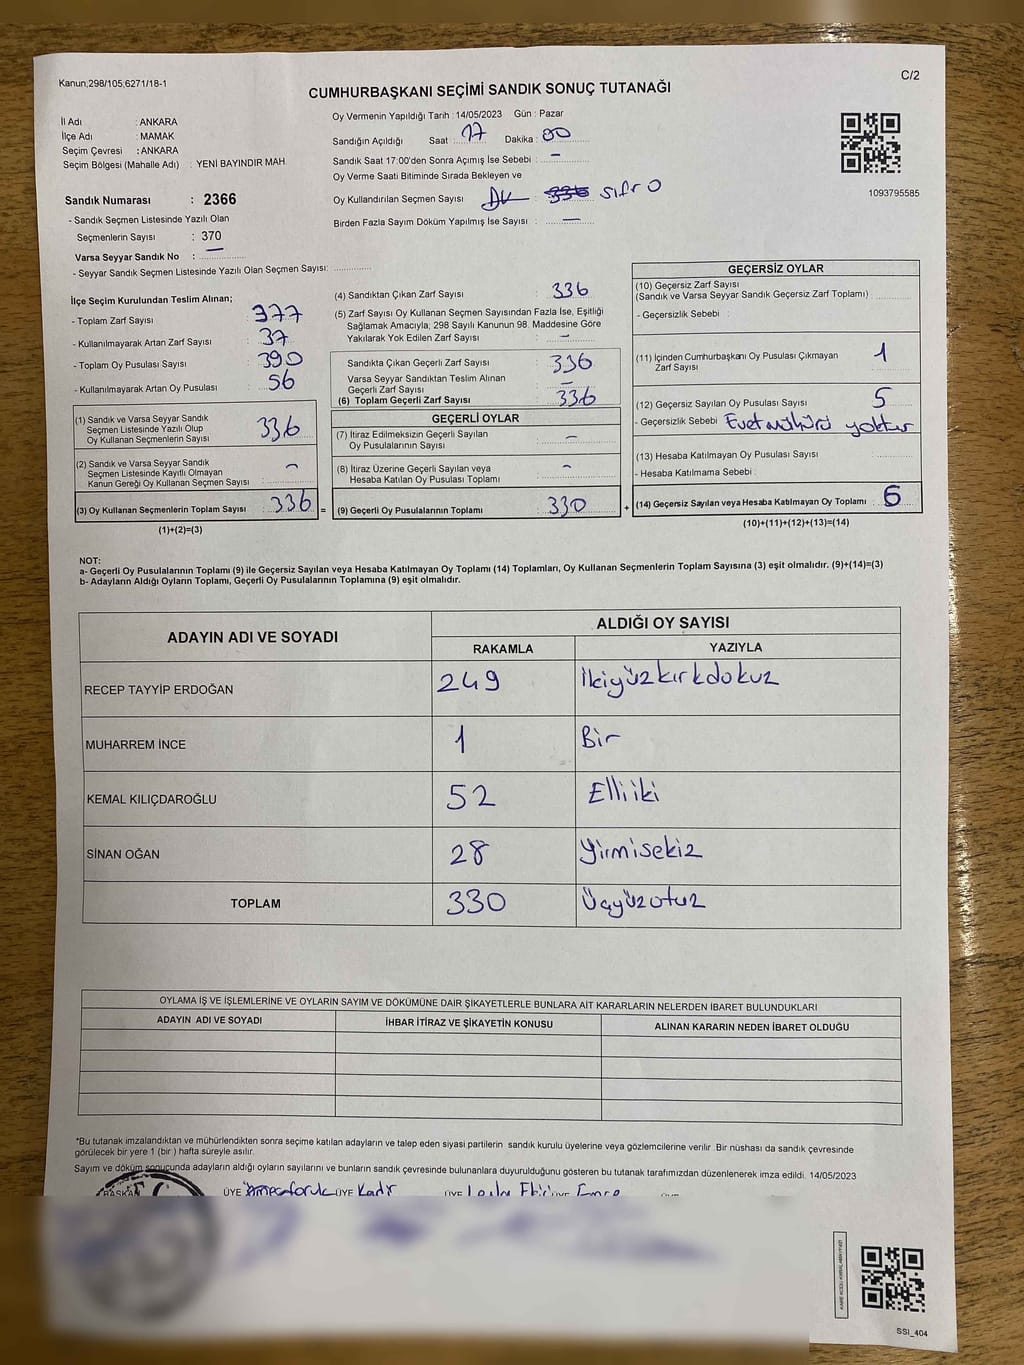 Kanun;298/105,6271/18-1
C/2
CUMHURBAŞKANI SEÇİMİ SANDIK SONUÇ TUTANAĞI
İl Adı : ANKARA
İlçe Adı : MAMAK
Seçim Çevresi : ANKARA
Seçim Bölgesi (Mahalle Adı) : YENİ BAYINDIR MAH.
Sandık Numarası : 2366
- Sandık Seçmen Listesinde Yazılı Olan
Seçmenlerin Sayısı : 370
Varsa Seyyar Sandık No : —
- Seyyar Sandık Seçmen Listesinde Yazılı Olan Seçmen Sayısı:
Oy Vermenin Yapıldığı Tarih : 14/05/2023 Gün : Pazar
Sandığın Açıldığı Saat : 17 Dakika : 00
Sandık Saat 17:00'den Sonra Açımış İse Sebebi : —
Oy Verme Saati Bitiminde Sırada Bekleyen ve
Oy Kullandırılan Seçmen Sayısı 336 sıfır 0
Birden Fazla Sayım Döküm Yapılmış İse Sayısı : —
1093795585
İlçe Seçim Kurulundan Teslim Alınan;
- Toplam Zarf Sayısı : 377
- Kullanılmayarak Artan Zarf Sayısı : 37
- Toplam Oy Pusulası Sayısı : 390
- Kullanılmayarak Artan Oy Pusulası : 56
(1) Sandık ve Varsa Seyyar Sandık
Seçmen Listesinde Yazılı Olup
Oy Kullanan Seçmenlerin Sayısı : 336
(2) Sandık ve Varsa Seyyar Sandık
Seçmen Listesinde Kayıtlı Olmayan
Kanun Gereği Oy Kullanan Seçmen Sayısı : —
(3) Oy Kullanan Seçmenlerin Toplam Sayısı : 336 =
(1)+(2)=(3)
(4) Sandıktan Çıkan Zarf Sayısı : 336
(5) Zarf Sayısı Oy Kullanan Seçmen Sayısından Fazla İse, Eşitliği
Sağlamak Amacıyla; 298 Sayılı Kanunun 98. Maddesine Göre
Yakılarak Yok Edilen Zarf Sayısı : —
Sandıkta Çıkan Geçerli Zarf Sayısı : 336
Varsa Seyyar Sandıktan Teslim Alınan
Geçerli Zarf Sayısı : —
(6) Toplam Geçerli Zarf Sayısı : 336
GEÇERLİ OYLAR
(7) İtiraz Edilmeksizin Geçerli Sayılan
Oy Pusulalarının Sayısı : —
(8) İtiraz Üzerine Geçerli Sayılan veya
Hesaba Katılan Oy Pusulası Toplamı : —
(9) Geçerli Oy Pusulalarının Toplamı : 330 +
GEÇERSİZ OYLAR
(10) Geçersiz Zarf Sayısı
(Sandık ve Varsa Seyyar Sandık Geçersiz Zarf Toplamı) :
- Geçersizlik Sebebi :
(11) İçinden Cumhurbaşkanı Oy Pusulası Çıkmayan
Zarf Sayısı : 1
(12) Geçersiz Sayılan Oy Pusulası Sayısı : 5
- Geçersizlik Sebebi : Evet mühürü yoktur
(13) Hesaba Katılmayan Oy Pusulası Sayısı :
- Hesaba Katılmama Sebebi :
(14) Geçersiz Sayılan veya Hesaba Katılmayan Oy Toplamı : 6
(10)+(11)+(12)+(13)=(14)
NOT:
a- Geçerli Oy Pusulalarının Toplamı (9) ile Geçersiz Sayılan veya Hesaba Katılmayan Oy Toplamı (14) Toplamları, Oy Kullanan Seçmenlerin Toplam Sayısına (3) eşit olmalıdır. (9)+(14)=(3)
b- Adayların Aldığı Oyların Toplamı, Geçerli Oy Pusulalarının Toplamına (9) eşit olmalıdır.
ADAYIN ADI VE SOYADI ALDIĞI OY SAYISI
RAKAMLA YAZIYLA
RECEP TAYYİP ERDOĞAN 249 İkiyüzkırkdokuz
MUHARREM İNCE 1 Bir
KEMAL KILIÇDAROĞLU 52 Elliiki
SİNAN OĞAN 28 Yirmisekiz
TOPLAM 330 Üçyüzotuz
OYLAMA İŞ VE İŞLEMLERİNE VE OYLARIN SAYIM VE DÖKÜMÜNE DAİR ŞİKAYETLERLE BUNLARA AİT KARARLARIN NELERDEN İBARET BULUNDUKLARI
ADAYIN ADI VE SOYADI İHBAR İTİRAZ VE ŞİKAYETİN KONUSU ALINAN KARARIN NEDEN İBARET OLDUĞU
*Bu tutanak imzalandıktan ve mühürlendikten sonra seçime katılan adayların ve talep eden siyasi partilerin sandık kurulu üyelerine veya gözlemcilerine verilir. Bir nüshası da sandık çevresinde
görülecek bir yere 1 (bir) hafta süreyle asılır.
Sayım ve döküm sonucunda adayların aldığı oyların sayılarını ve bunların sandık çevresinde bulunanlara duyurulduğunu gösteren bu tutanak tarafımızdan düzenlenerek imza edildi. 14/05/2023
BAŞKAN ÜYE ÜYE Kadir ÜYE Leyla ÜYE Emre
SSI_404